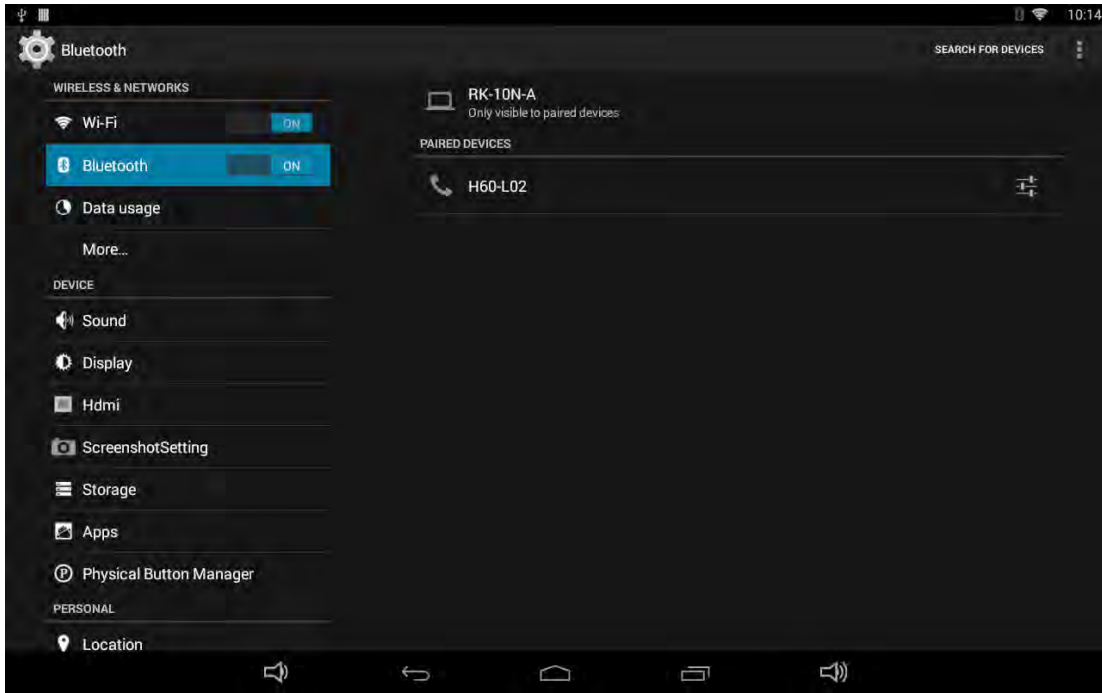 10:14
Bluetooth
SEARCH FOR DEVICES
WIRELESS & NETWORKS
Wi-Fi
ON
Bluetooth
ON
Data usage
More...
DEVICE
Sound
Display
Hdmi
ScreenshotSetting
Storage
Apps
Physical Button Manager
PERSONAL
Location
RK-10N-A
Only visible to paired devices
PAIRED DEVICES
H60-L02